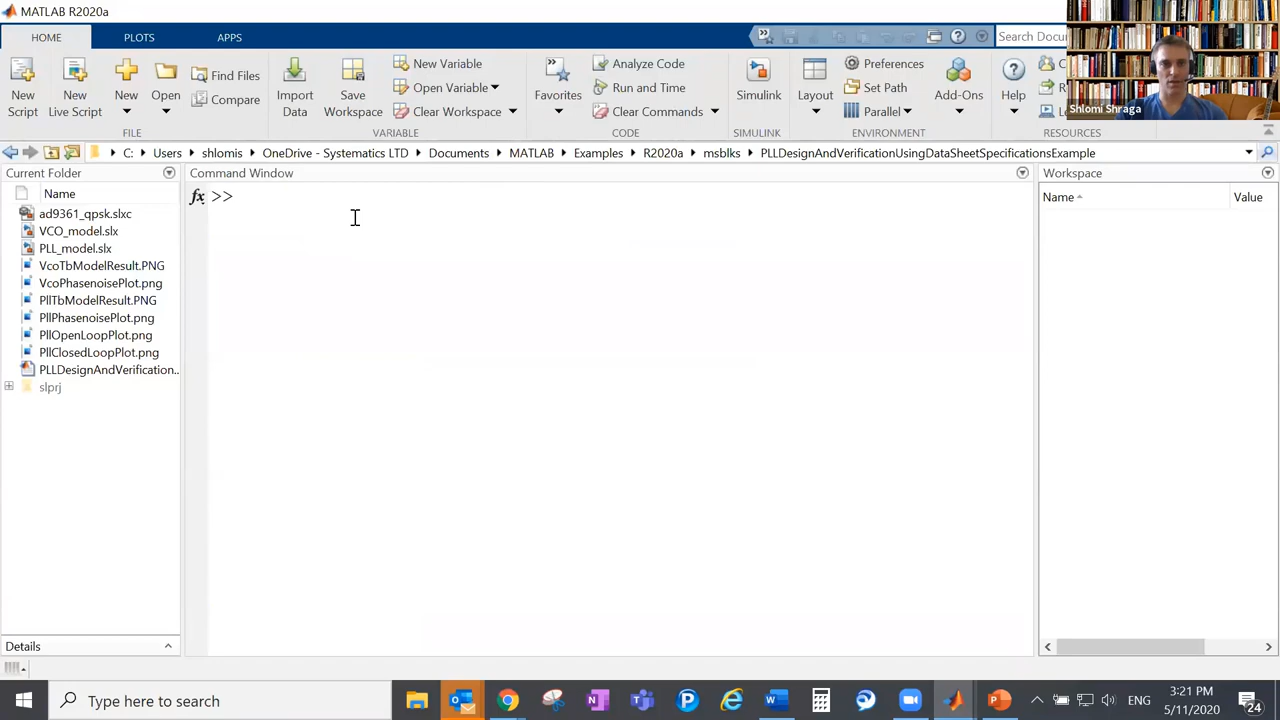 MATLAB R2020a
HOME
PLOTS
APPS
Search Docu
New Script
New Live Script
New
Open
Find Files
Compare
FILE
Import Data
Save Workspace
New Variable
Open Variable
Clear Workspace
VARIABLE
Favorites
Analyze Code
Run and Time
Clear Commands
CODE
Simulink
SIMULINK
Layout
Preferences
Set Path
Parallel
ENVIRONMENT
Add-Ons
Help
RESOURCES
Shlomi Shraga
C: Users shlomis OneDrive - Systematics LTD Documents MATLAB Examples R2020a msblks PLLDesignAndVerificationUsingDataSheetSpecificationsExample
Current Folder
Name
ad9361_qpsk.slxc
VCO_model.slx
PLL_model.slx
VcoTbModelResult.PNG
VcoPhasenoisePlot.png
PllTbModelResult.PNG
PllPhasenoisePlot.png
PllOpenLoopPlot.png
PllClosedLoopPlot.png
PLLDesignAndVerification...
slprj
Details
Command Window
fx >>
Workspace
Name
Value
Type here to search
ENG
3:21 PM
5/11/2020
24